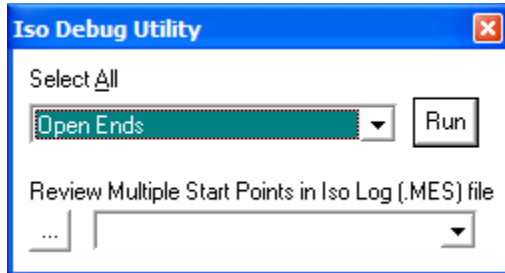 Iso Debug Utility
Select All
Open Ends
Run
Review Multiple Start Points in Iso Log (.MES) file
...